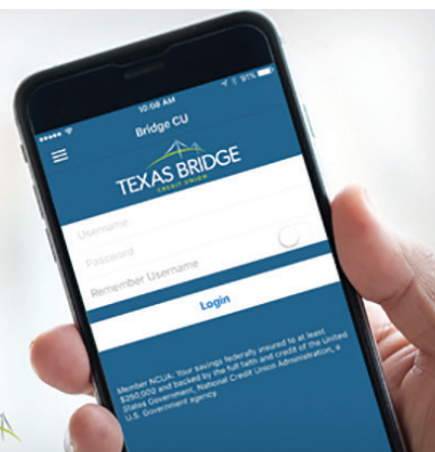 10:08 AM
91%
Bridge CU
TEXAS BRIDGE
CREDIT UNION
Username
Password
Remember Username
Login
Member NCUA: Your savings federally insured to at least
$250,000 and backed by the full faith and credit of the United
States Government, National Credit Union Administration, a
U.S. Government agency.